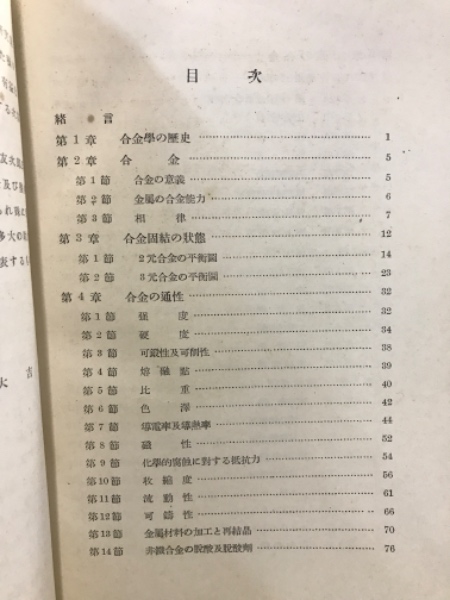 目次
緒言
第1章 合金學の歷史 1
第2章 合金 5
第1節 合金の意義 5
第2節 金屬の合金能力 6
第3節 相律 7
第3章 合金固結の狀態 12
第1節 2元合金の平衡圖 14
第2節 3元合金の平衡圖 23
第4章 合金の通性 32
第1節 强度 32
第2節 硬度 34
第3節 可鍛性及可削性 38
第4節 熔融點 39
第5節 比重 40
第6節 色澤 42
第7節 導電率及導熱率 44
第8節 磁性 52
第9節 化學的腐蝕に對する抵抗力 54
第10節 收縮度 56
第11節 流動性 61
第12節 可鑄性 66
第13節 金屬材料の加工と再結晶 70
第14節 非鐵合金の脫酸及脫酸劑 76